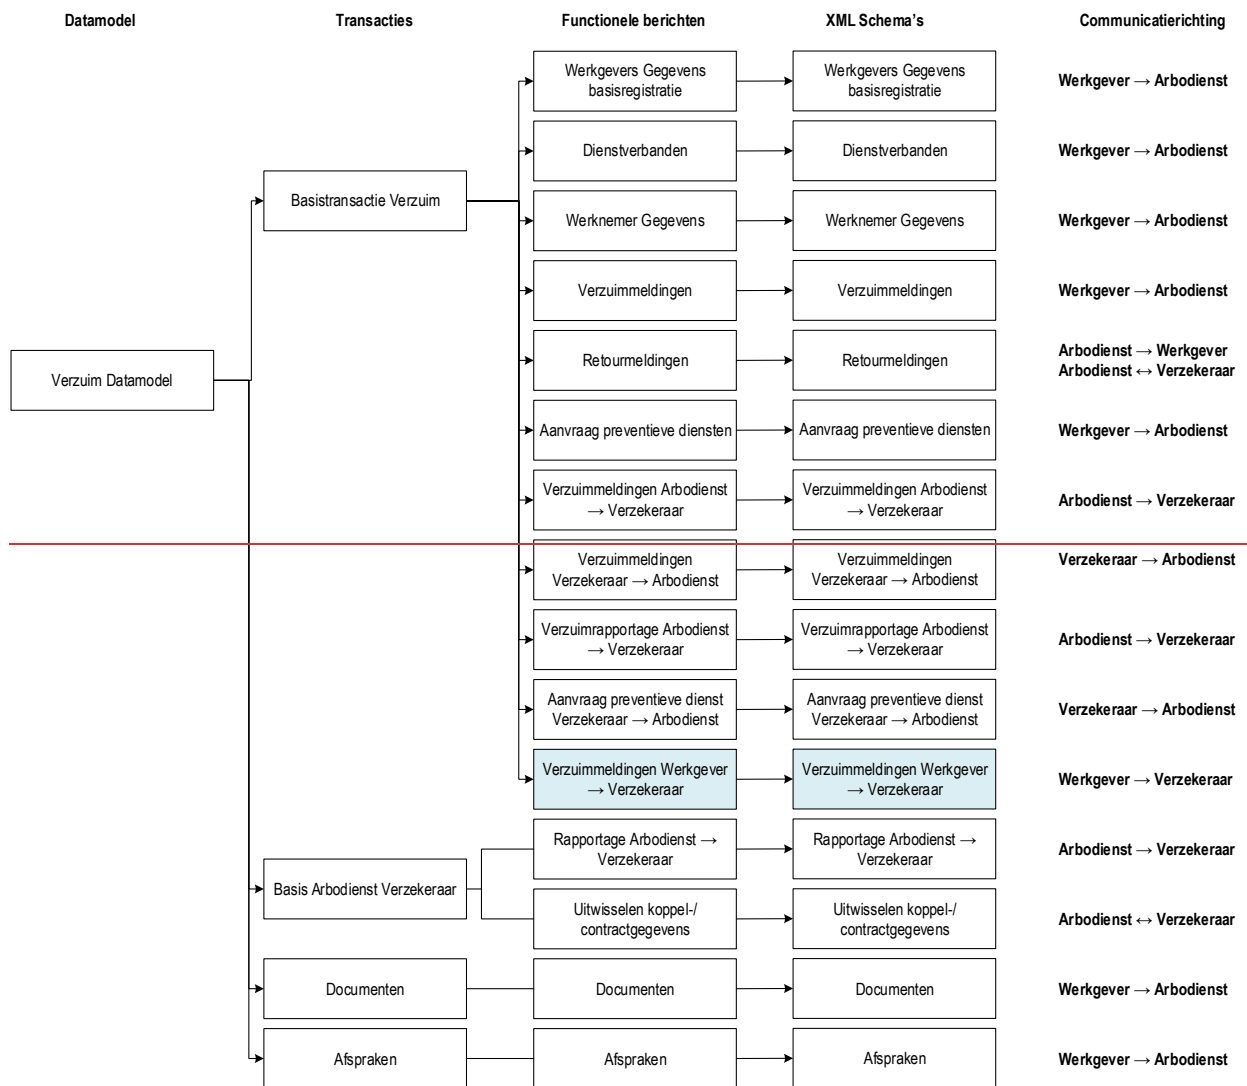 Datamodel
Transacties
Functionele berichten
XML Schema's
Communicatierichting
Werkgevers Gegevens
basisregistratie
Werkgevers Gegevens
basisregistratie
Werkgever → Arbodienst
Dienstverbanden
Dienstverbanden
Werkgever → Arbodienst
Basistransactie Verzuim
Werknemer Gegevens
Werknemer Gegevens
Werkgever → Arbodienst
Verzuimmeldingen
Verzuimmeldingen
Werkgever → Arbodienst
Verzuim Datamodel
Retourmeldingen
Retourmeldingen
Arbodienst → Werkgever
Arbodienst ↔ Verzekeraar
Aanvraag preventieve diensten
Aanvraag preventieve diensten
Werkgever → Arbodienst
Verzuimmeldingen Arbodienst
→ Verzekeraar
Verzuimmeldingen Arbodienst
→ Verzekeraar
Arbodienst → Verzekeraar
Verzuimmeldingen
Verzekeraar → Arbodienst
Verzuimmeldingen
Verzekeraar → Arbodienst
Verzekeraar → Arbodienst
Verzuimrapportage Arbodienst
→ Verzekeraar
Verzuimrapportage Arbodienst
→ Verzekeraar
Arbodienst → Verzekeraar
Aanvraag preventieve dienst
Verzekeraar → Arbodienst
Aanvraag preventieve dienst
Verzekeraar → Arbodienst
Verzekeraar → Arbodienst
Verzuimmeldingen Werkgever
→ Verzekeraar
Verzuimmeldingen Werkgever
→ Verzekeraar
Werkgever → Verzekeraar
Basis Arbodienst Verzekeraar
Rapportage Arbodienst →
Verzekeraar
Rapportage Arbodienst →
Verzekeraar
Arbodienst → Verzekeraar
Uitwisselen koppel-/
contractgegevens
Uitwisselen koppel-/
contractgegevens
Arbodienst ↔ Verzekeraar
Documenten
Documenten
Documenten
Werkgever → Arbodienst
Afspraken
Afspraken
Afspraken
Werkgever → Arbodienst